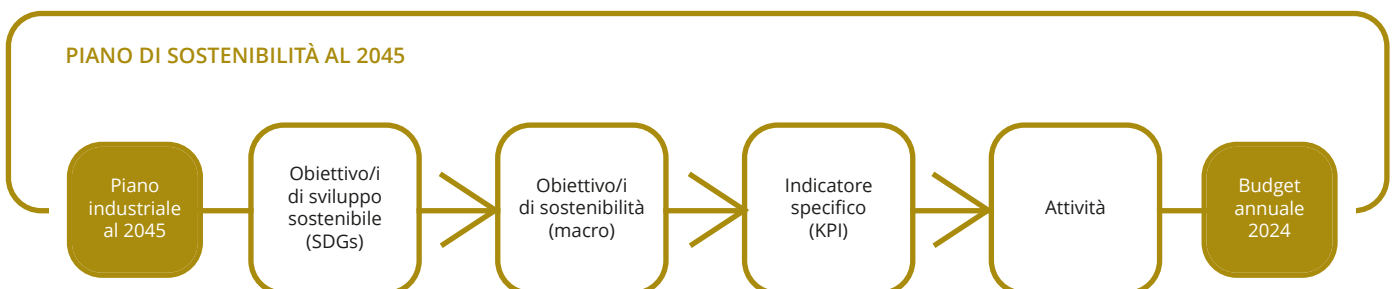 PIANO DI SOSTENIBILITÀ AL 2045
Piano
industriale
al 2045
Obiettivo/i
di sviluppo
sostenibile
(SDGs)
Obiettivo/i
di sostenibilità
(macro)
Indicatore
specifico
(KPI)
Attività
Budget
annuale
2024